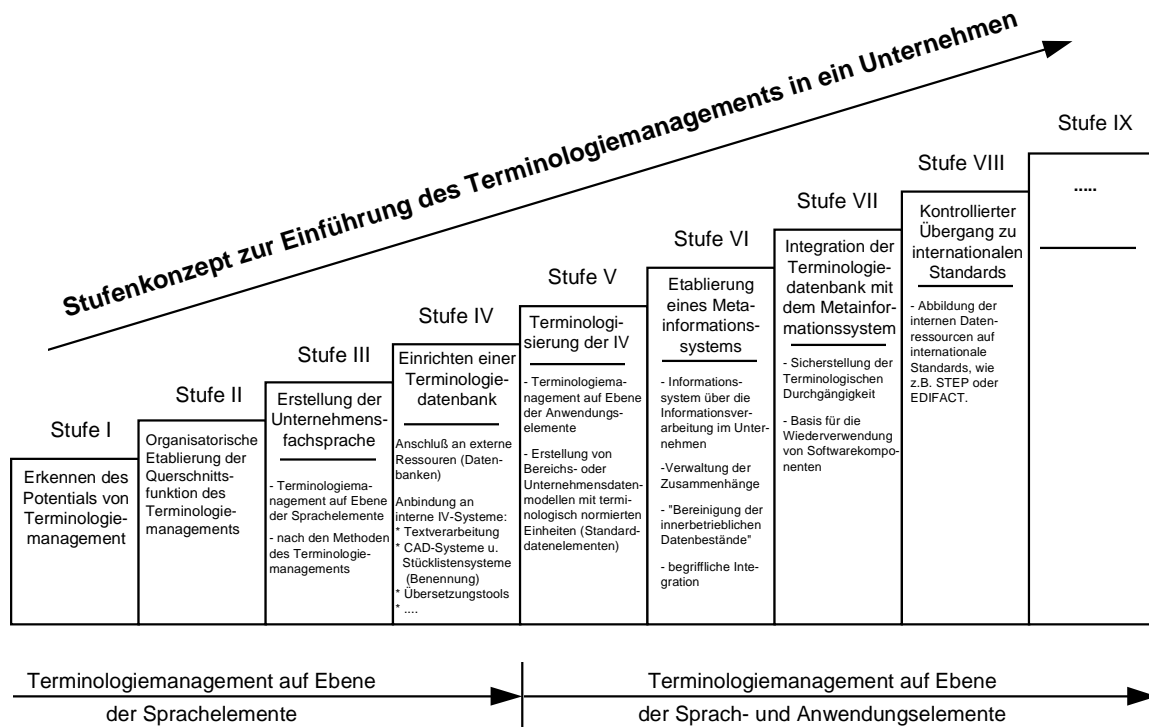 Stufenkonzept zur Einführung des Terminologiemanagements in ein Unternehmen
Stufe I
Erkennen des
Potentials von
Terminologie-
management
Stufe II
Organisatorische
Etablierung der
Querschnitts-
funktion des
Terminologie-
managements
Stufe III
Erstellung der
Unternehmens-
fachsprache
- Terminologiema-
nagement auf Ebene
der Sprachelemente
- nach den Methoden
des Terminologie-
managements
Stufe IV
Einrichten einer
Terminologie-
datenbank
Anschluß an externe
Ressouren (Daten-
banken)
Anbindung an
interne IV-Systeme:
* Textverarbeitung
* CAD-Systeme u.
Stücklistensysteme
(Benennung)
* Übersetzungstools
* ....
Stufe V
Terminologi-
sierung der IV
- Terminologiema-
nagement auf Ebene
der Anwendungs-
elemente
- Erstellung von
Bereichs- oder
Unternehmensdaten-
modellen mit termi-
nologisch normierten
Einheiten (Standard-
datenelementen)
Stufe VI
Etablierung
eines Meta-
informations-
systems
- Informations-
system über die
Informationsver-
arbeitung im Unter-
nehmen
-Verwaltung der
Zusammenhänge
- "Bereinigung der
innerbetrieblichen
Datenbestände"
- begriffliche Inte-
gration
Stufe VII
Integration der
Terminologie-
datenbank mit
dem Metainfor-
mationssystem
- Sicherstellung der
Terminologischen
Durchgängigkeit
- Basis für die
Wiederverwendung
von Softwarekompo-
nenten
Stufe VIII
Kontrollierter
Übergang zu
internationalen
Standards
- Abbildung der
internen Daten-
ressourcen auf
internationale
Standards, wie
z.B. STEP oder
EDIFACT.
Stufe IX
.....
Terminologiemanagement auf Ebene
der Sprachelemente
Terminologiemanagement auf Ebene
der Sprach- und Anwendungselemente